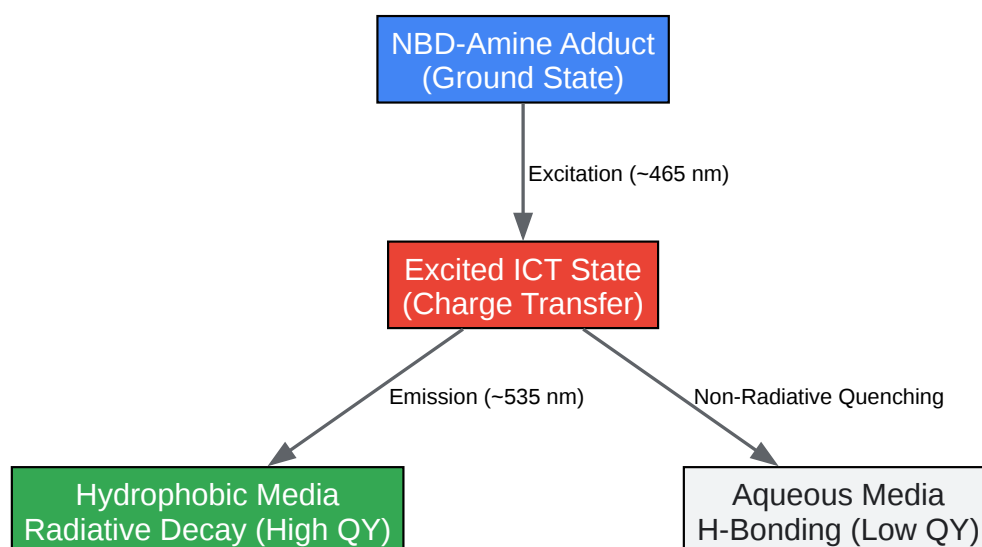 NBD-Amine Adduct
(Ground State)
Excitation (~465 nm)
Excited ICT State
(Charge Transfer)
Emission (~535 nm)
Non-Radiative Quenching
Hydrophobic Media
Radiative Decay (High QY)
Aqueous Media
H-Bonding (Low QY)